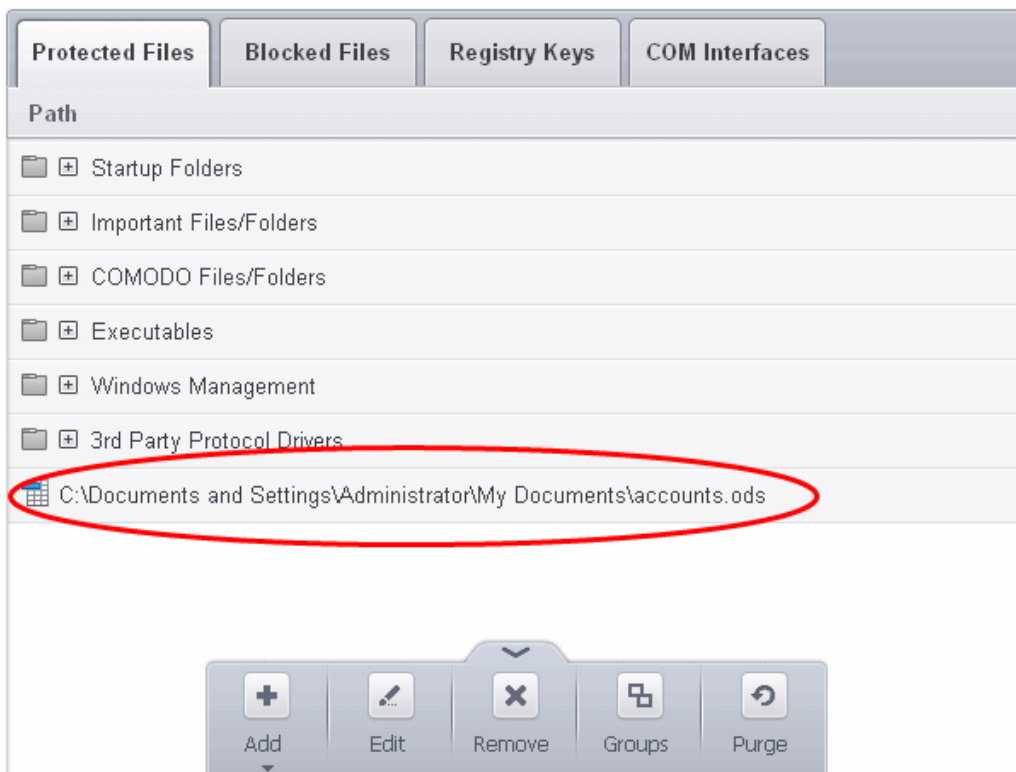 Protected Files Blocked Files Registry Keys COM Interfaces
Path
Startup Folders
Important Files/Folders
COMODO Files/Folders
Executables
Windows Management
3rd Party Protocol Drivers
C:\Documents and Settings\Administrator\My Documents\accounts.ods
Add Edit Remove Groups Purge